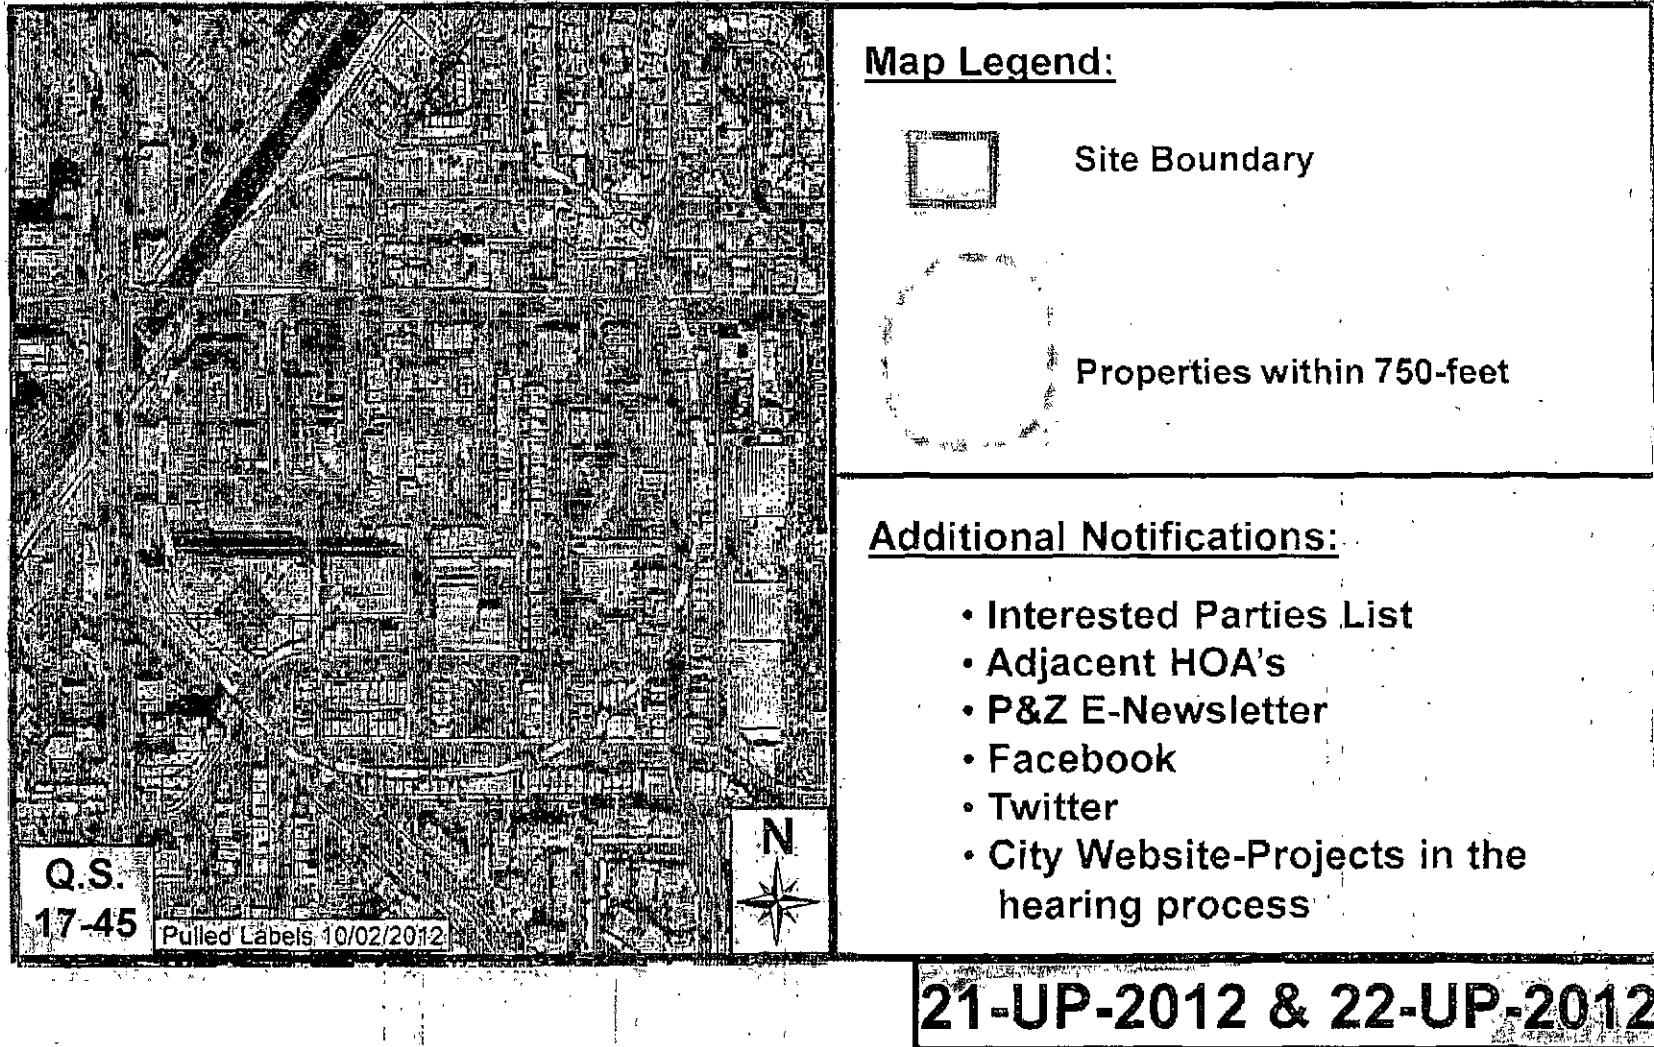 Map Legend:
Site Boundary
Properties within 750-feet
Additional Notifications:
• Interested Parties List
• Adjacent HOA's
• P&Z E-Newsletter
• Facebook
• Twitter
• City Website-Projects in the
hearing process
Q.S.
17-45
Pulled Labels 10/02/2012
N
21-UP-2012 & 22-UP-2012